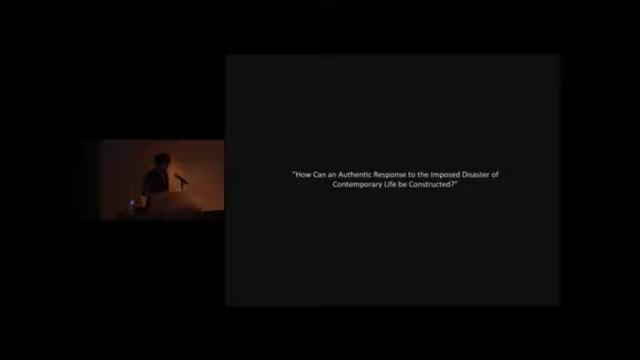 "How Can an Authentic Response to the Imposed Disaster of
Contemporary Life be Constructed?"